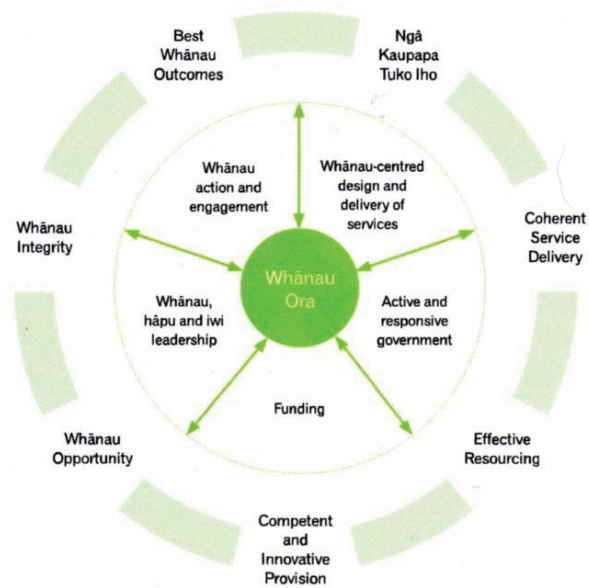 Best
Whānau
Outcomes
Ngā
Kaupapa
Tuko Iho
Whānau
action and
engagement
Whānau-centred
design and
delivery of
services
Whānau
Integrity
Coherent
Service
Delivery
Whānau
Ora
Whānau,
hāpu and iwi
leadership
Active and
responsive
government
Funding
Whānau
Opportunity
Effective
Resourcing
Competent
and
Innovative
Provision